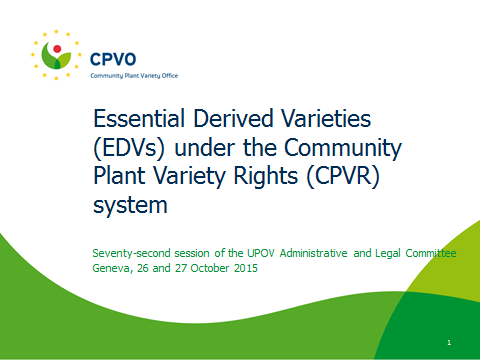 CPVO
Community Plant Variety Office
Essential Derived Varieties
(EDVs) under the Community
Plant Variety Rights (CPVR)
system
Seventy-second session of the UPOV Administrative and Legal Committee
Geneva, 26 and 27 October 2015
1